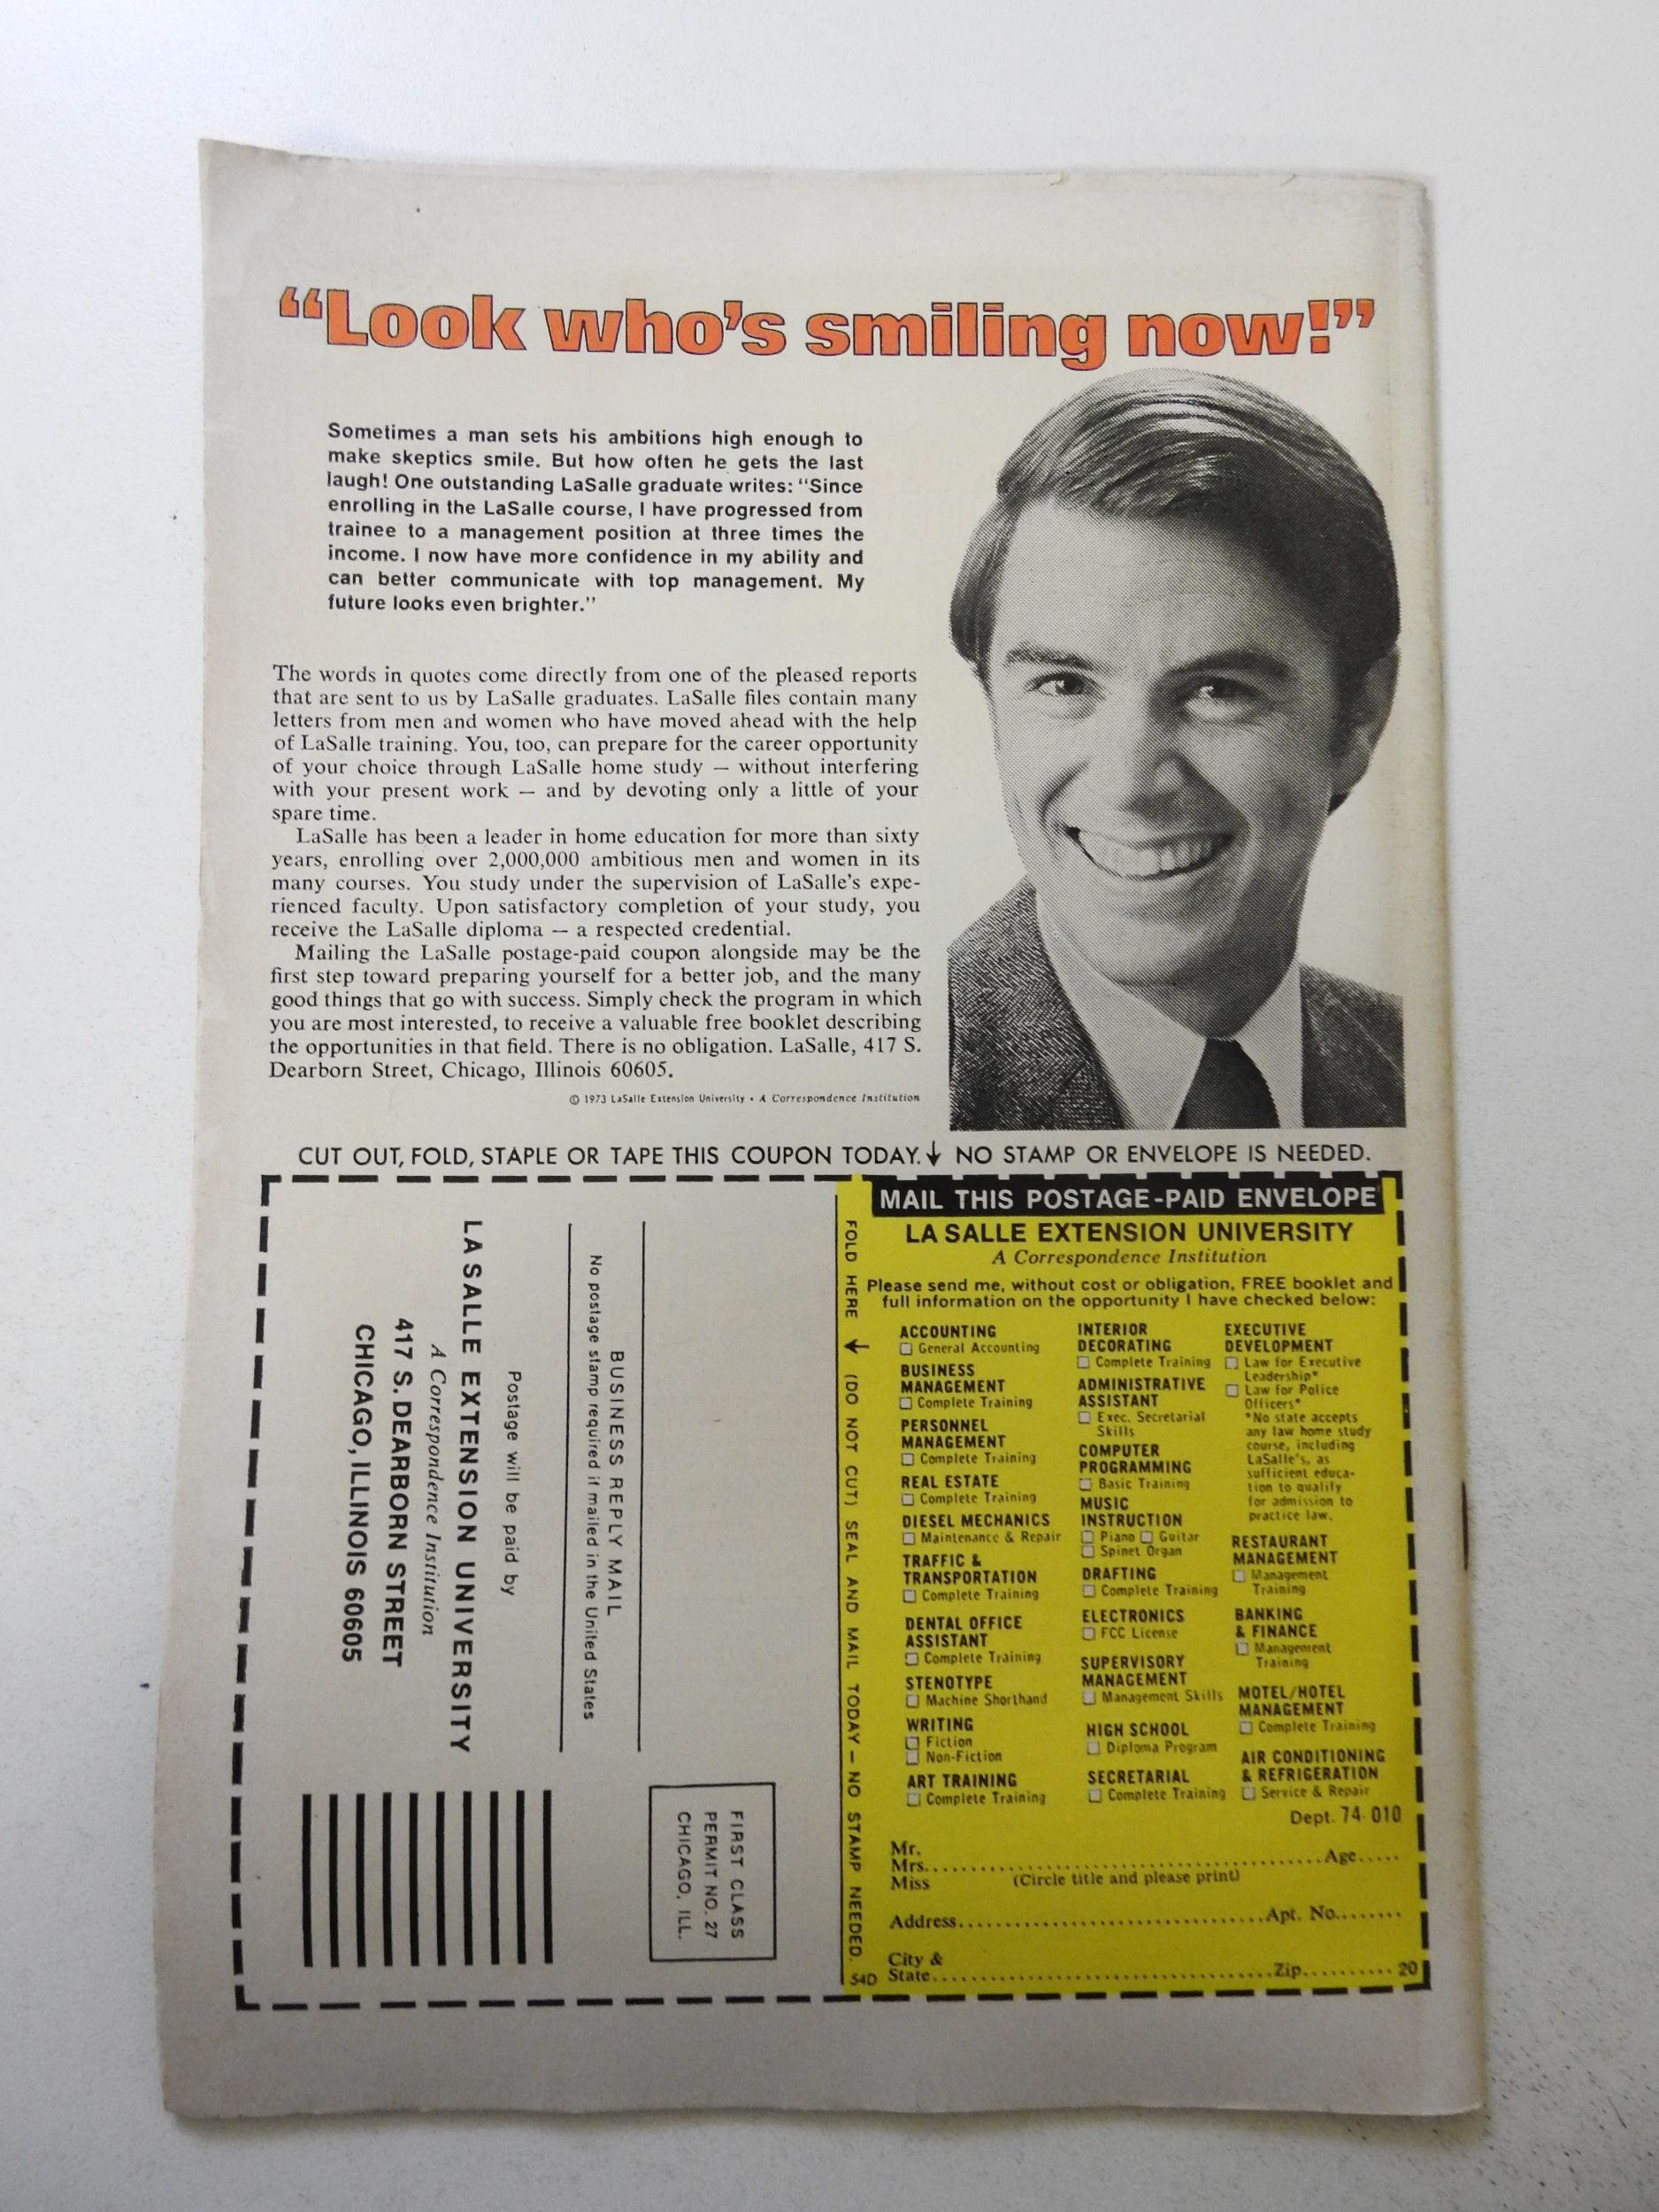 “Look who’s smiling now!”
Sometimes a man sets his ambitions high enough to
make skeptics smile. But how often he gets the last
laugh! One outstanding LaSalle graduate writes: “Since
enrolling in the LaSalle course, I have progressed from
trainee to a management position at three times the
income. I now have more confidence in my ability and
can better communicate with top management. My
future looks even brighter.”
The words in quotes come directly from one of the pleased reports
that are sent to us by LaSalle graduates. LaSalle files contain many
letters from men and women who have moved ahead with the help
of LaSalle training. You, too, can prepare for the career opportunity
of your choice through LaSalle home study — without interfering
with your present work — and by devoting only a little of your
spare time.
LaSalle has been a leader in home education for more than sixty
years, enrolling over 2,000,000 ambitious men and women in its
many courses. You study under the supervision of LaSalle’s expe-
rienced faculty. Upon satisfactory completion of your study, you
receive the LaSalle diploma — a respected credential.
Mailing the LaSalle postage-paid coupon alongside may be the
first step toward preparing yourself for a better job, and the many
good things that go with success. Simply check the program in which
you are most interested, to receive a valuable free booklet describing
the opportunities in that field. There is no obligation. LaSalle, 417 S.
Dearborn Street, Chicago, Illinois 60605.
© 1973 LaSalle Extension University • A Correspondence Institution
CUT OUT, FOLD, STAPLE OR TAPE THIS COUPON TODAY.↓ NO STAMP OR ENVELOPE IS NEEDED.
FIRST CLASS
PERMIT NO. 27
CHICAGO, ILL.
BUSINESS REPLY MAIL
No postage stamp required if mailed in the United States
Postage will be paid by
LA SALLE EXTENSION UNIVERSITY
A Correspondence Institution
417 S. DEARBORN STREET
CHICAGO, ILLINOIS 60605
FOLD HERE ↓ (DO NOT CUT) SEAL AND MAIL TODAY – NO STAMP NEEDED.
54D
MAIL THIS POSTAGE-PAID ENVELOPE
LA SALLE EXTENSION UNIVERSITY
A Correspondence Institution
Please send me, without cost or obligation, FREE booklet and
full information on the opportunity I have checked below:
ACCOUNTING
☐ General Accounting
BUSINESS
MANAGEMENT
☐ Complete Training
PERSONNEL
MANAGEMENT
☐ Complete Training
REAL ESTATE
☐ Complete Training
DIESEL MECHANICS
☐ Maintenance & Repair
TRAFFIC &
TRANSPORTATION
☐ Complete Training
DENTAL OFFICE
ASSISTANT
☐ Complete Training
STENOTYPE
☐ Machine Shorthand
WRITING
☐ Fiction
☐ Non-Fiction
ART TRAINING
☐ Complete Training
INTERIOR
DECORATING
☐ Complete Training
ADMINISTRATIVE
ASSISTANT
☐ Exec. Secretarial
Skills
COMPUTER
PROGRAMMING
☐ Basic Training
MUSIC
INSTRUCTION
☐ Piano ☐ Guitar
☐ Spinet Organ
DRAFTING
☐ Complete Training
ELECTRONICS
☐ FCC License
SUPERVISORY
MANAGEMENT
☐ Management Skills
HIGH SCHOOL
☐ Diploma Program
SECRETARIAL
☐ Complete Training
EXECUTIVE
DEVELOPMENT
☐ Law for Executive
Leadership*
☐ Law for Police
Officers*
*No state accepts
any law home study
course, including
LaSalle's, as
sufficient educa-
tion to qualify
for admission to
practice law.
RESTAURANT
MANAGEMENT
☐ Management
Training
BANKING
& FINANCE
☐ Management
Training
MOTEL/HOTEL
MANAGEMENT
☐ Complete Training
AIR CONDITIONING
& REFRIGERATION
☐ Service & Repair
Dept. 74-010
Mr.
Mrs. Age
Miss (Circle title and please print)
Address Apt. No.
City &
State Zip 20